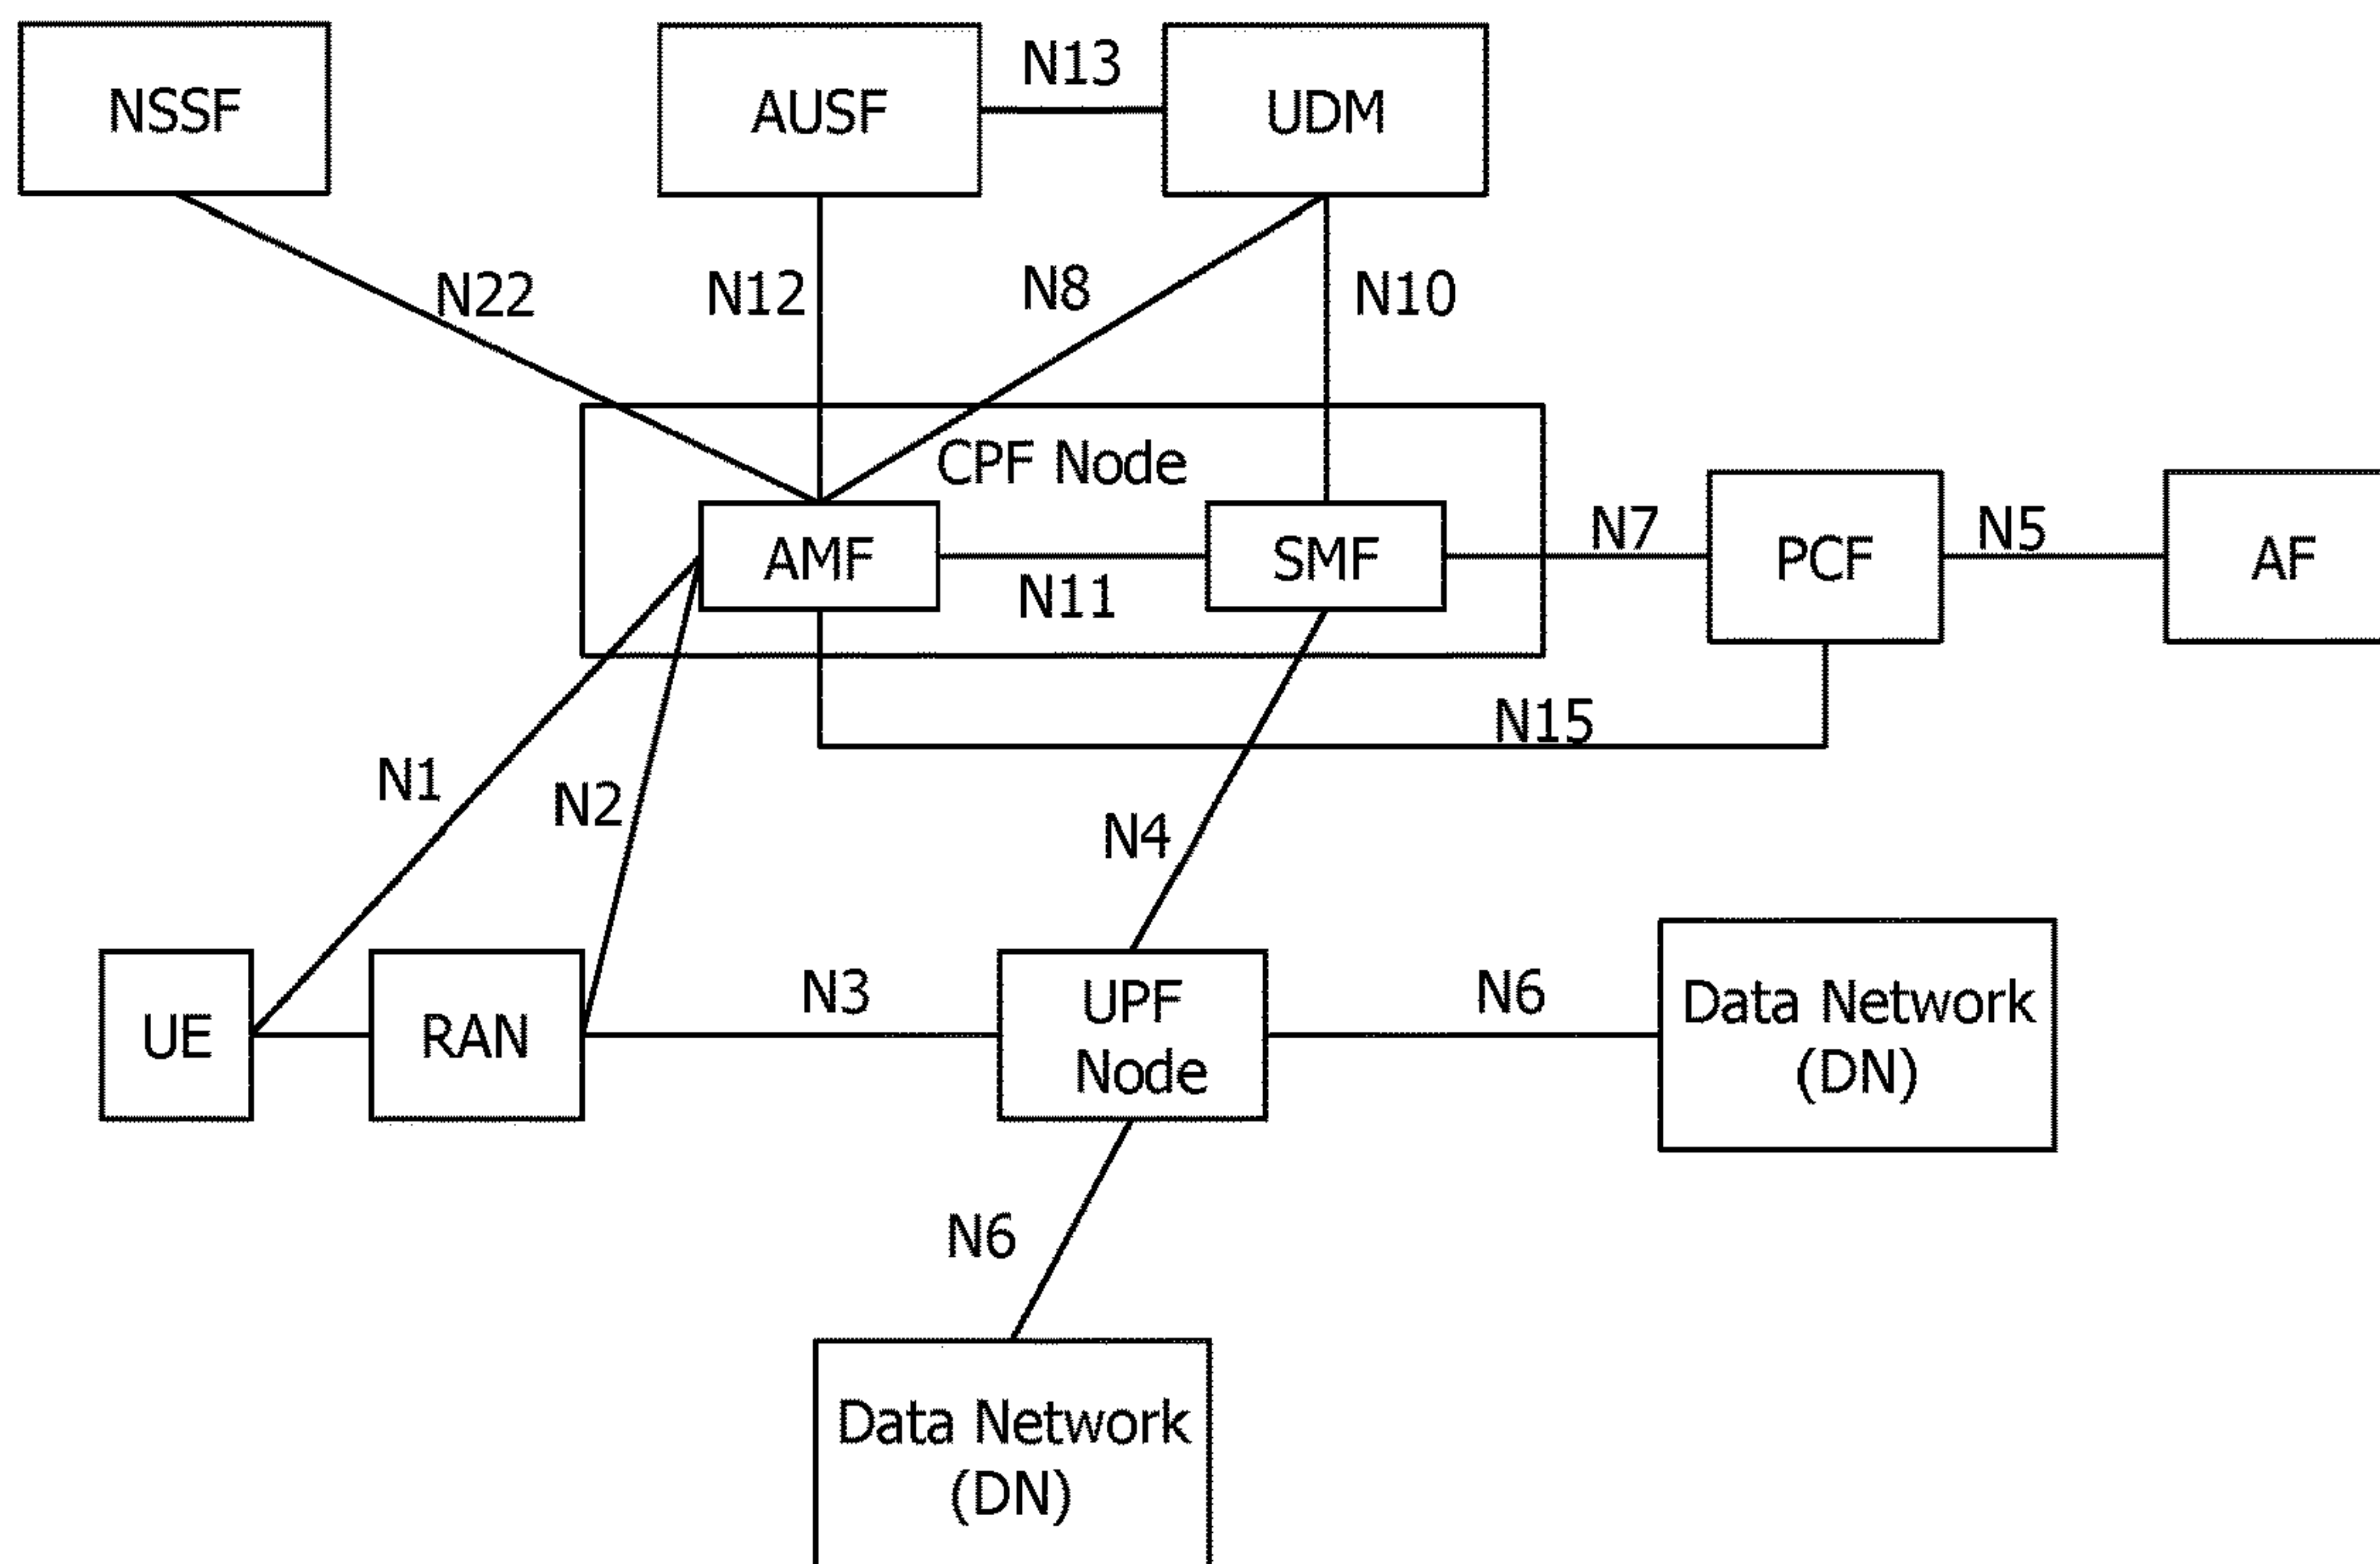 NSSF
AUSF
N13
UDM
N22
N12
N8
N10
CPF Node
AMF
N11
SMF
N7
PCF
N5
AF
N15
N1
N2
N4
UE
RAN
N3
UPF
Node
N6
Data Network
(DN)
N6
Data Network
(DN)